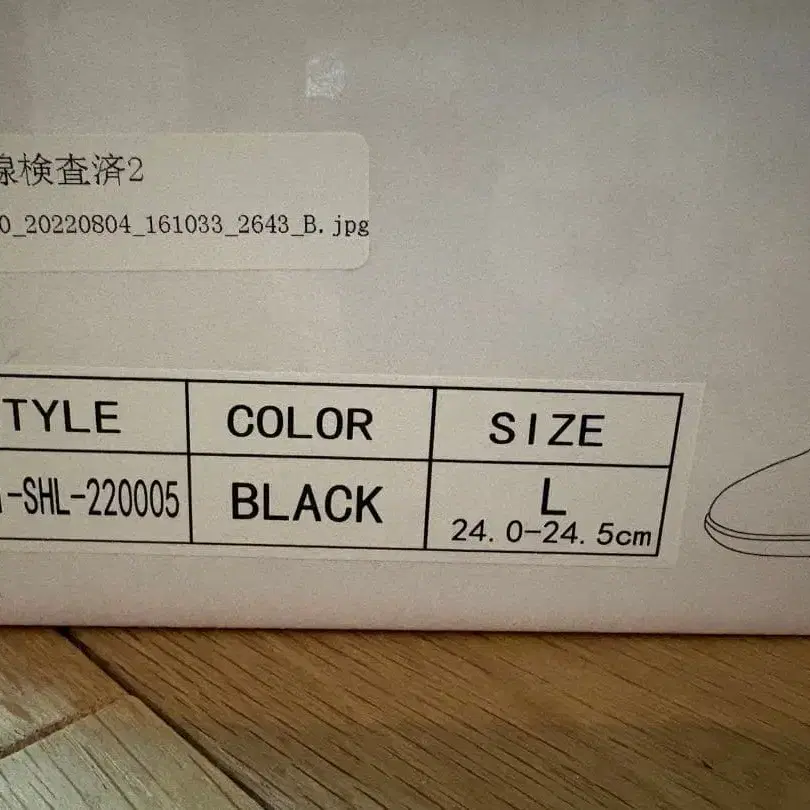 線検査済2
0_20220804_161033_2643_B.jpg
TYLE COLOR SIZE
-SHL-220005 BLACK L
24.0-24.5cm